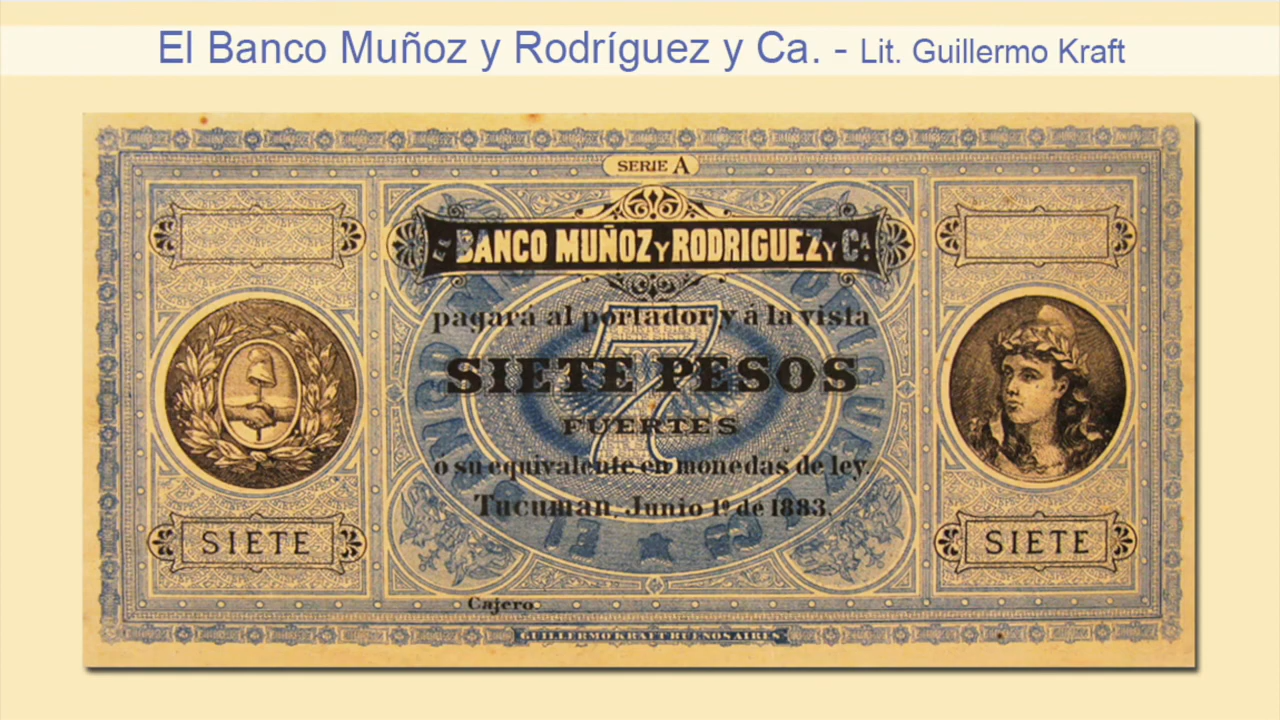 El Banco Muñoz y Rodríguez y Ca. - Lit. Guillermo Kraft
SERIE A
EL BANCO MUÑOZ Y RODRIGUEZ Y CA.
pagará al portador y á la vista
7
SIETE PESOS
FUERTES
ó su equivalente en monedas de ley.
Tucuman, Junio 1º de 1883.
SIETE
SIETE
Cajero
GUILLERMO KRAFT BUENOS AIRES